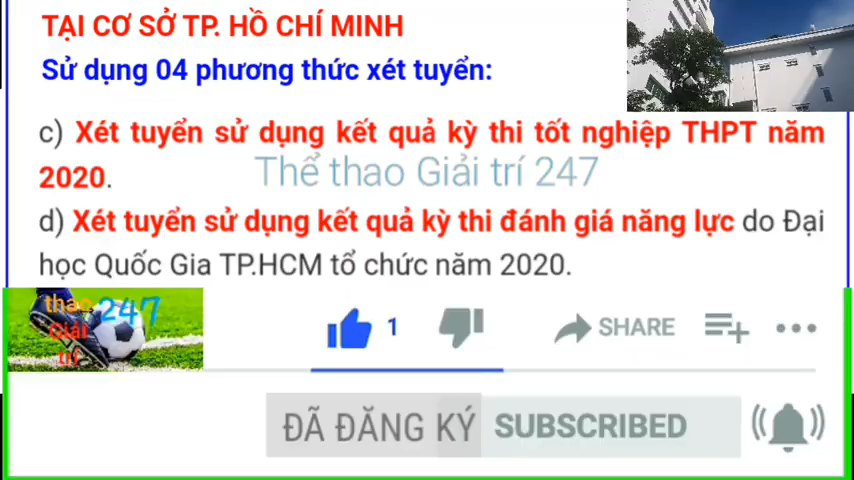 TẠI CƠ SỞ TP. HỒ CHÍ MINH
Sử dụng 04 phương thức xét tuyển:
c) Xét tuyển sử dụng kết quả kỳ thi tốt nghiệp THPT năm
2020.
Thể thao Giải trí 247
d) Xét tuyển sử dụng kết quả kỳ thi đánh giá năng lực do Đại
học Quốc Gia TP.HCM tổ chức năm 2020.
thao 247
Giải
trí
1 SHARE
ĐÃ ĐĂNG KÝ SUBSCRIBED